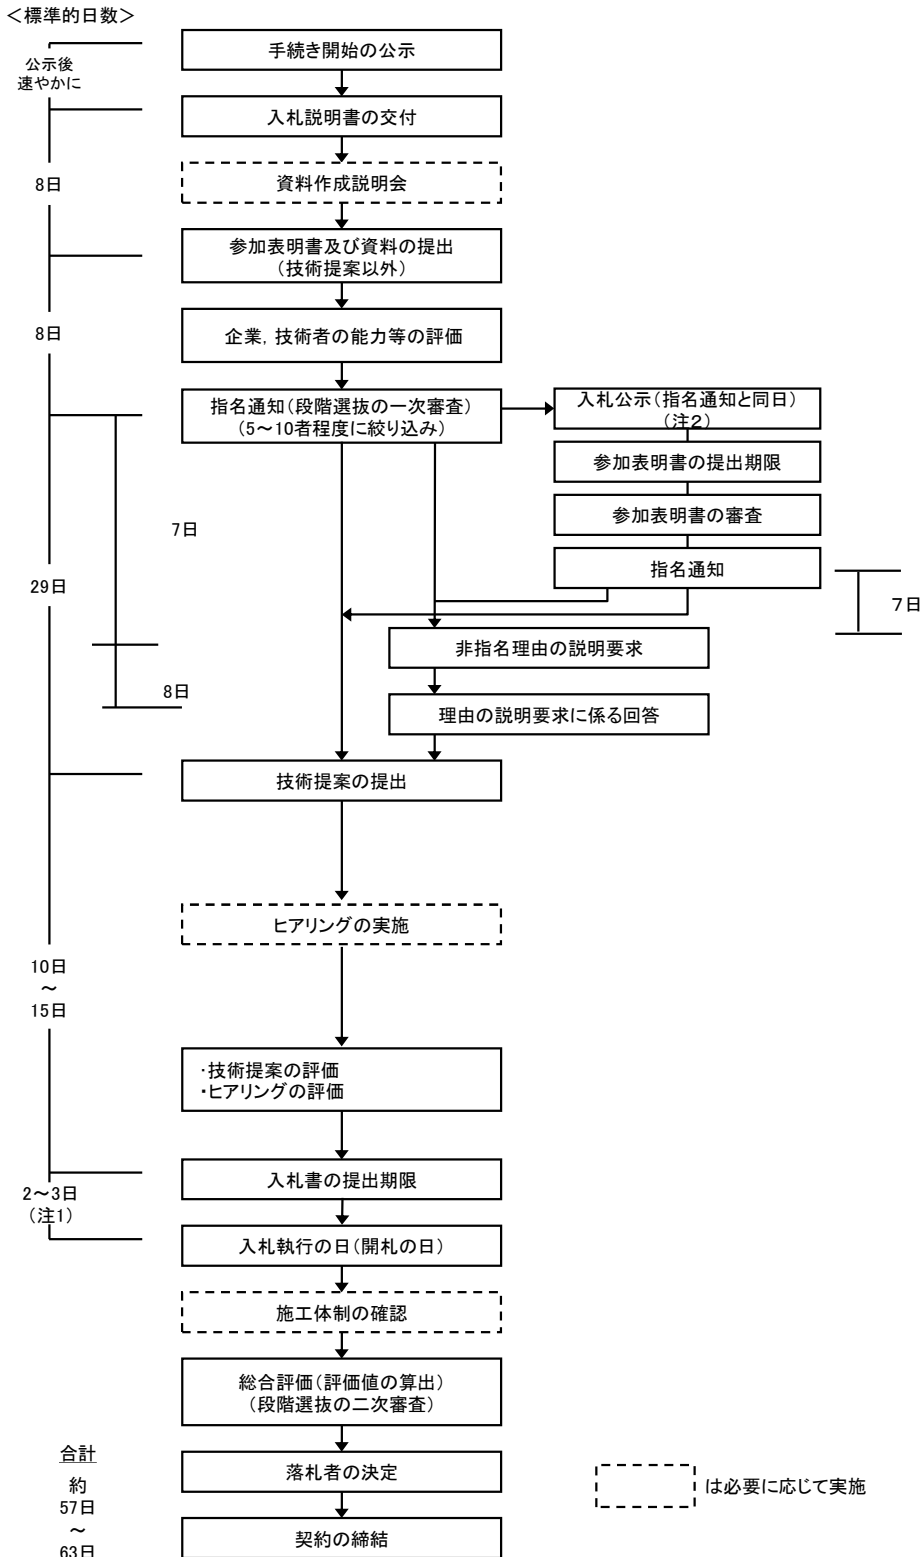 ＜標準的日数＞
手続き開始の公示
公示後
速やかに
入札説明書の交付
8日
資料作成説明会
参加表明書及び資料の提出
（技術提案以外）
8日
企業，技術者の能力等の評価
指名通知（段階選抜の一次審査）
（5～10者程度に絞り込み）
入札公示（指名通知と同日）
（注２）
参加表明書の提出期限
参加表明書の審査
指名通知
7日
29日
７日
非指名理由の説明要求
8日
理由の説明要求に係る回答
技術提案の提出
ヒアリングの実施
10日
～
15日
・技術提案の評価
・ヒアリングの評価
入札書の提出期限
2～3日
（注1）
入札執行の日（開札の日）
施工体制の確認
総合評価（評価値の算出）
（段階選抜の二次審査）
合計
約
57日
～
63日
落札者の決定
は必要に応じて実施
契約の締結